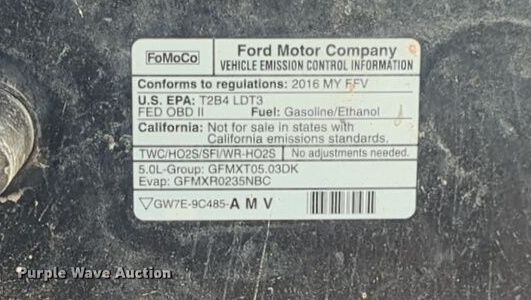 FoMoCo
Ford Motor Company
VEHICLE EMISSION CONTROL INFORMATION
Conforms to regulations: 2016 MY FFV
U.S. EPA: T2B4 LDT3
FED OBD II Fuel: Gasoline/Ethanol
California: Not for sale in states with
California emissions standards.
TWC/HO2S/SFI/WR-HO2S No adjustments needed.
5.0L-Group: GFMXT05.03DK
Evap: GFMXR0235NBC
GW7E-9C485-A M V
Purple Wave Auction